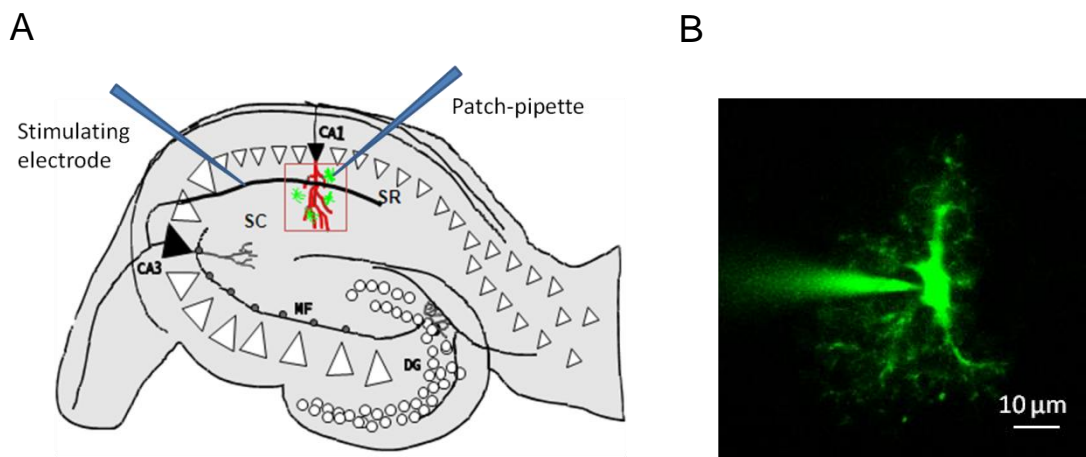 A
B
Stimulating
electrode
Patch-pipette
CA1
SR
SC
CA3
MF
DG
10 µm